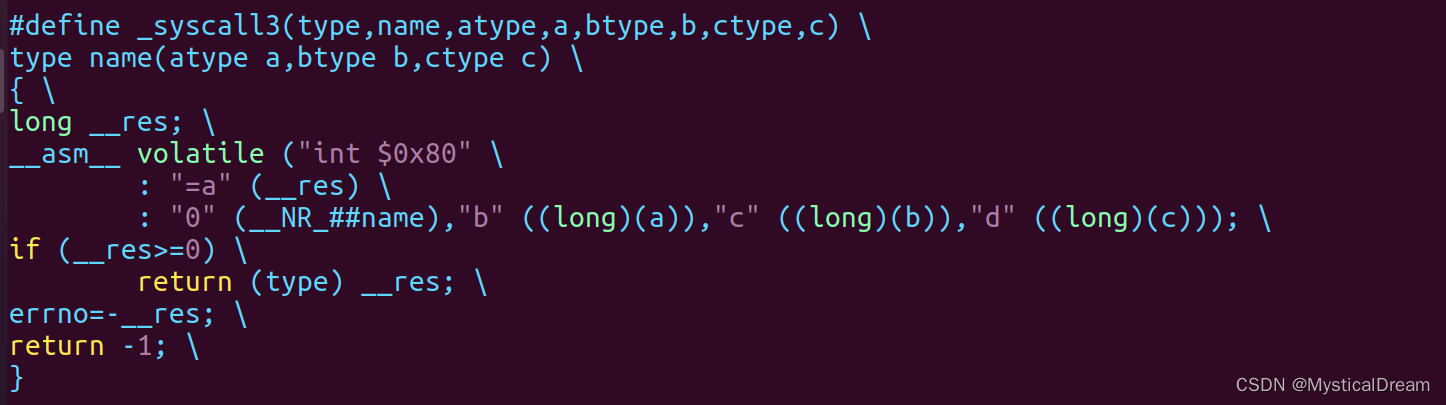 #define _syscall3(type,name,atype,a,btype,b,ctype,c) \
type name(atype a,btype b,ctype c) \
{ \
long __res; \
__asm__ volatile ("int $0x80" \
        : "=a" (__res) \
        : "0" (__NR_##name),"b" ((long)(a)),"c" ((long)(b)),"d" ((long)(c))); \
if (__res>=0) \
        return (type) __res; \
errno=-__res; \
return -1; \
}
CSDN @MysticalDream